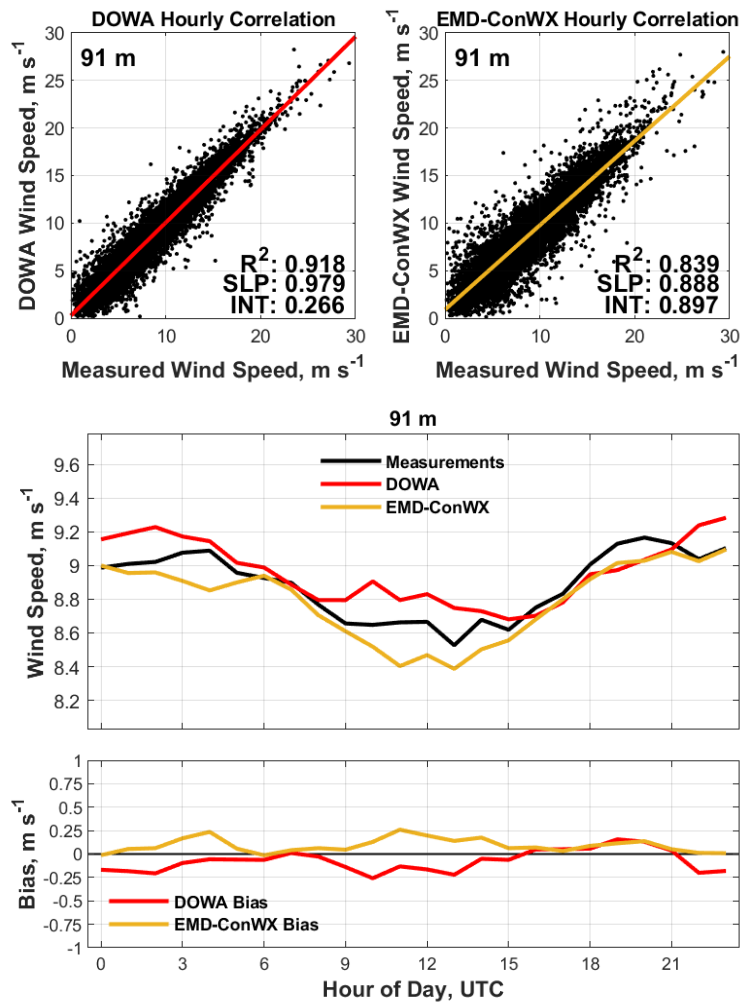 DOWA Hourly Correlation
91 m
30
25
20
15
10
5
0
DOWA Wind Speed, m s-1
R2: 0.918
SLP: 0.979
INT: 0.266
0 10 20 30
Measured Wind Speed, m s-1
EMD-ConWX Hourly Correlation
91 m
30
25
20
15
10
5
0
EMD-ConWX Wind Speed, m s-1
R2: 0.839
SLP: 0.888
INT: 0.897
0 10 20 30
Measured Wind Speed, m s-1
91 m
9.6
9.4
9.2
9
8.8
8.6
8.4
8.2
Wind Speed, m s-1
Measurements
DOWA
EMD-ConWX
1
0.75
0.5
0.25
0
-0.25
-0.5
-0.75
-1
Bias, m s-1
DOWA Bias
EMD-ConWX Bias
0 3 6 9 12 15 18 21
Hour of Day, UTC